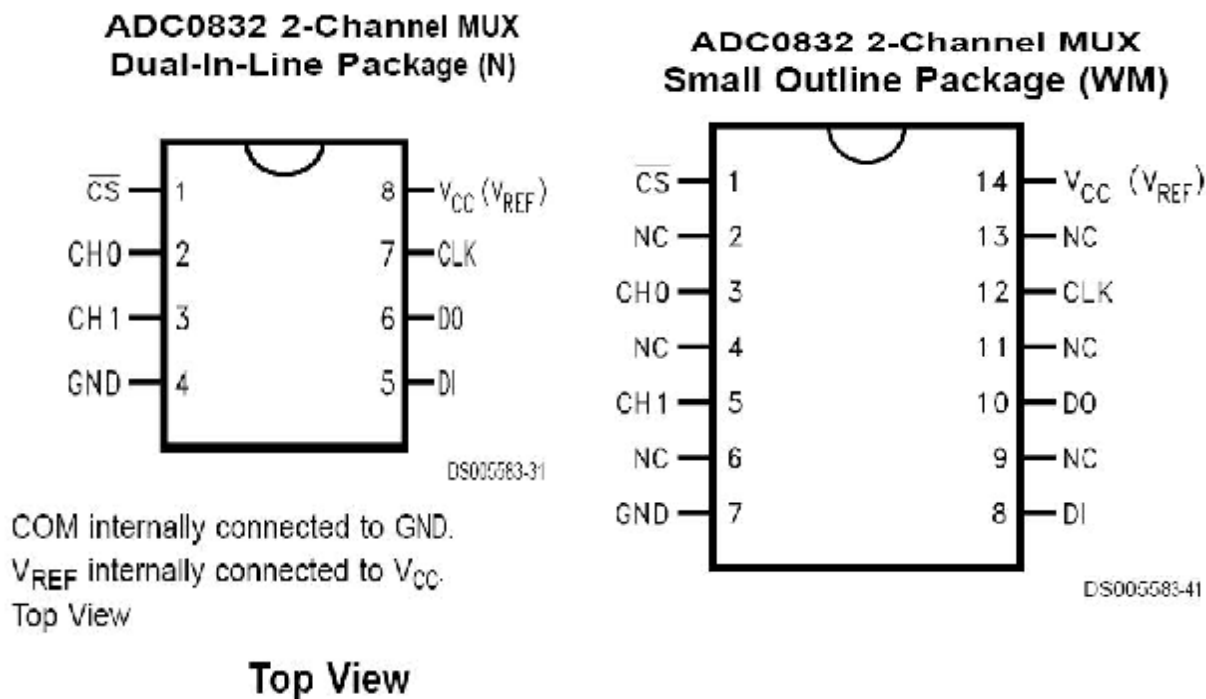 ADC0832 2-Channel MUX
Dual-In-Line Package (N)
C̅S̅ 1
CH0 2
CH1 3
GND 4
8 VCC (VREF)
7 CLK
6 DO
5 DI
DS005583-31
COM internally connected to GND.
VREF internally connected to VCC.
Top View
Top View
ADC0832 2-Channel MUX
Small Outline Package (WM)
C̅S̅ 1
NC 2
CH0 3
NC 4
CH1 5
NC 6
GND 7
14 VCC (VREF)
13 NC
12 CLK
11 NC
10 DO
9 NC
8 DI
DS005583-41